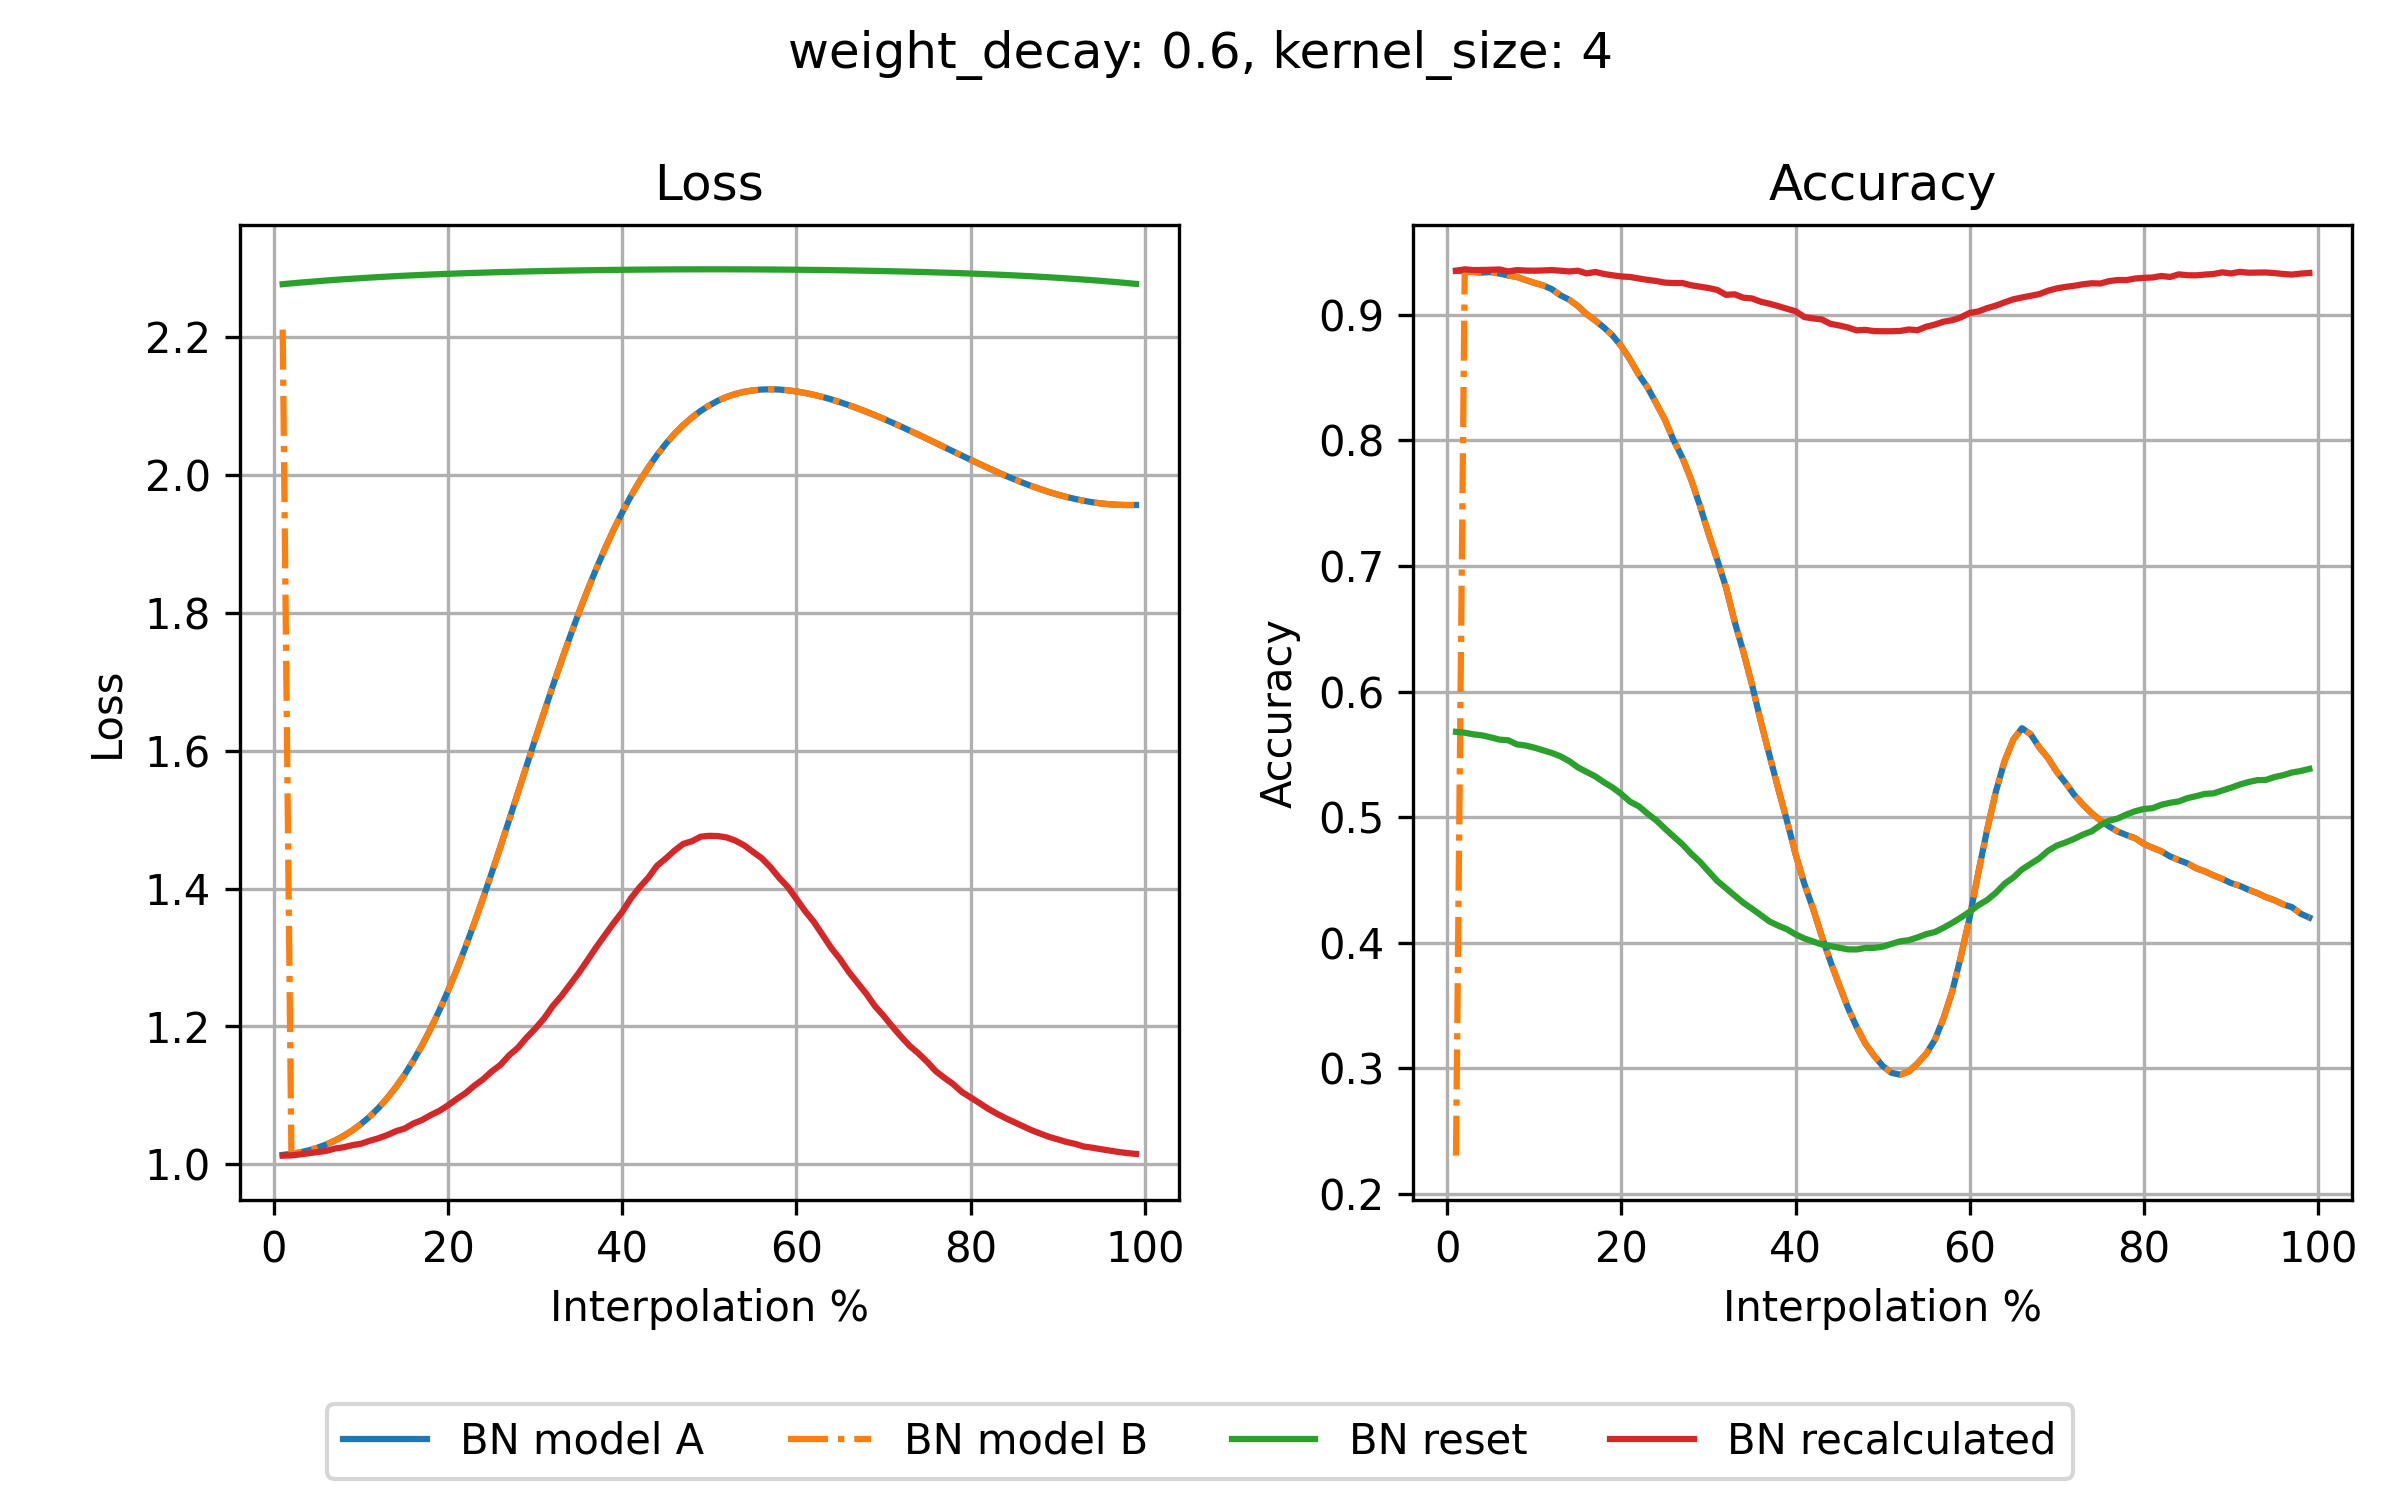 weight_decay: 0.6, kernel_size: 4
Loss
Loss
2.2
2.0
1.8
1.6
1.4
1.2
1.0
0 20 40 60 80 100
Interpolation %
Accuracy
Accuracy
0.9
0.8
0.7
0.6
0.5
0.4
0.3
0.2
0 20 40 60 80 100
Interpolation %
BN model A BN model B BN reset BN recalculated